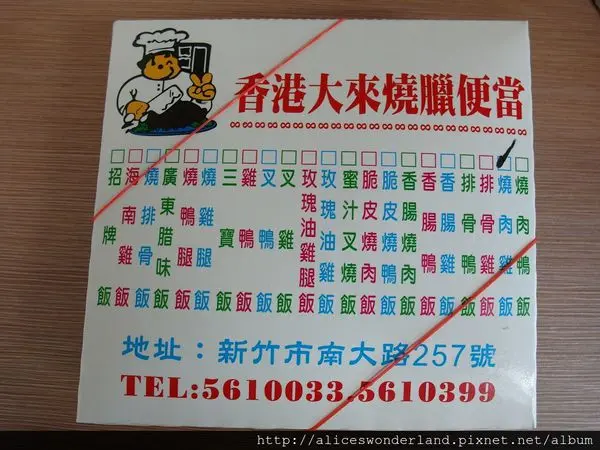 香港大來燒臘便當
燒肉鴨飯
燒肉雞飯
排骨雞飯
排骨鴨飯
香腸雞飯
香腸鴨飯
香腸燒肉飯
脆皮燒鴨飯
脆皮燒肉飯
蜜汁叉燒飯
玫瑰油雞飯
玫瑰油雞腿飯
叉雞飯
叉鴨飯
雞鴨飯
三寶飯
燒雞腿飯
燒鴨腿飯
廣東腊味飯
燒排骨飯
海南雞飯
招牌飯
地址：新竹市南大路257號
TEL:5610033.5610399
http://aliceswonderland.pixnet.net/album